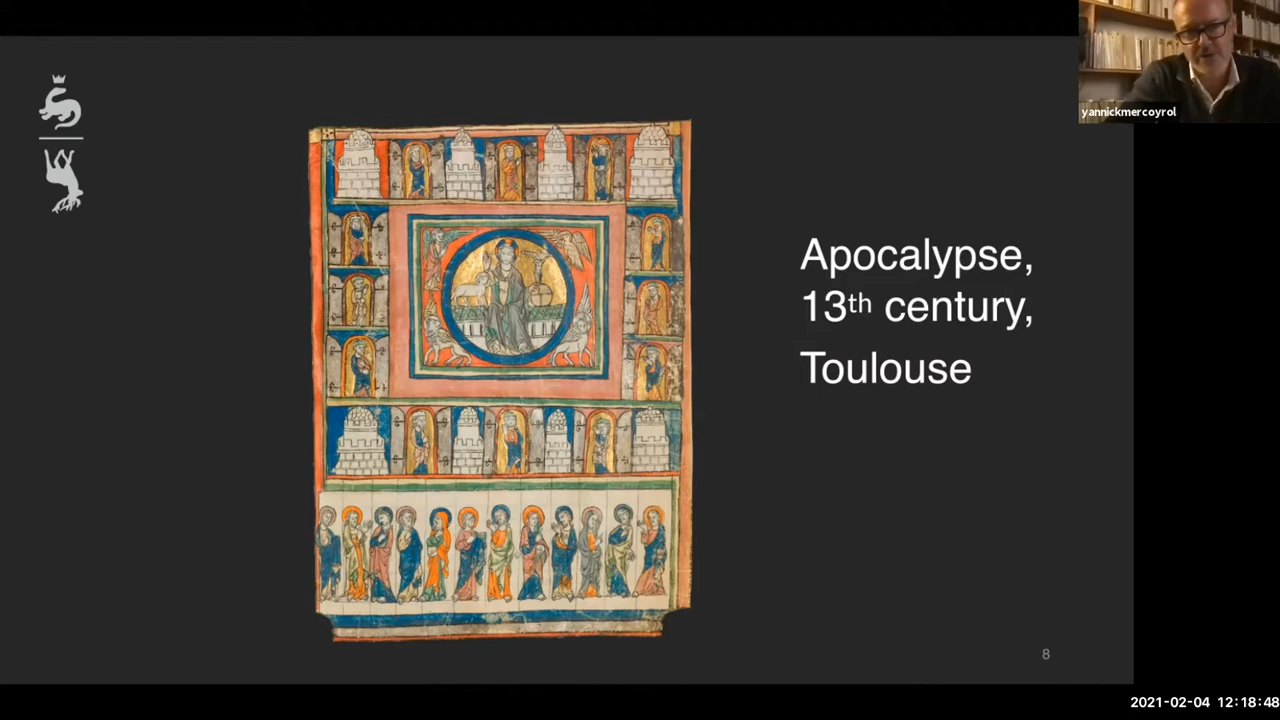 yannickmercoyrol
Apocalypse,
13th century,
Toulouse
8
2021-02-04 12:18:48